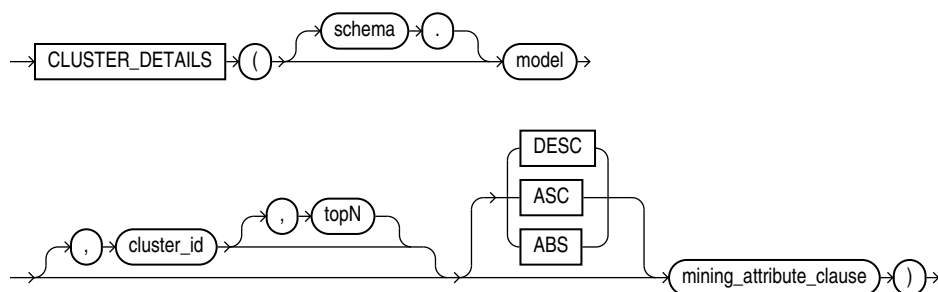 CLUSTER_DETAILS ( schema . model
, cluster_id , topN DESC ASC ABS mining_attribute_clause )